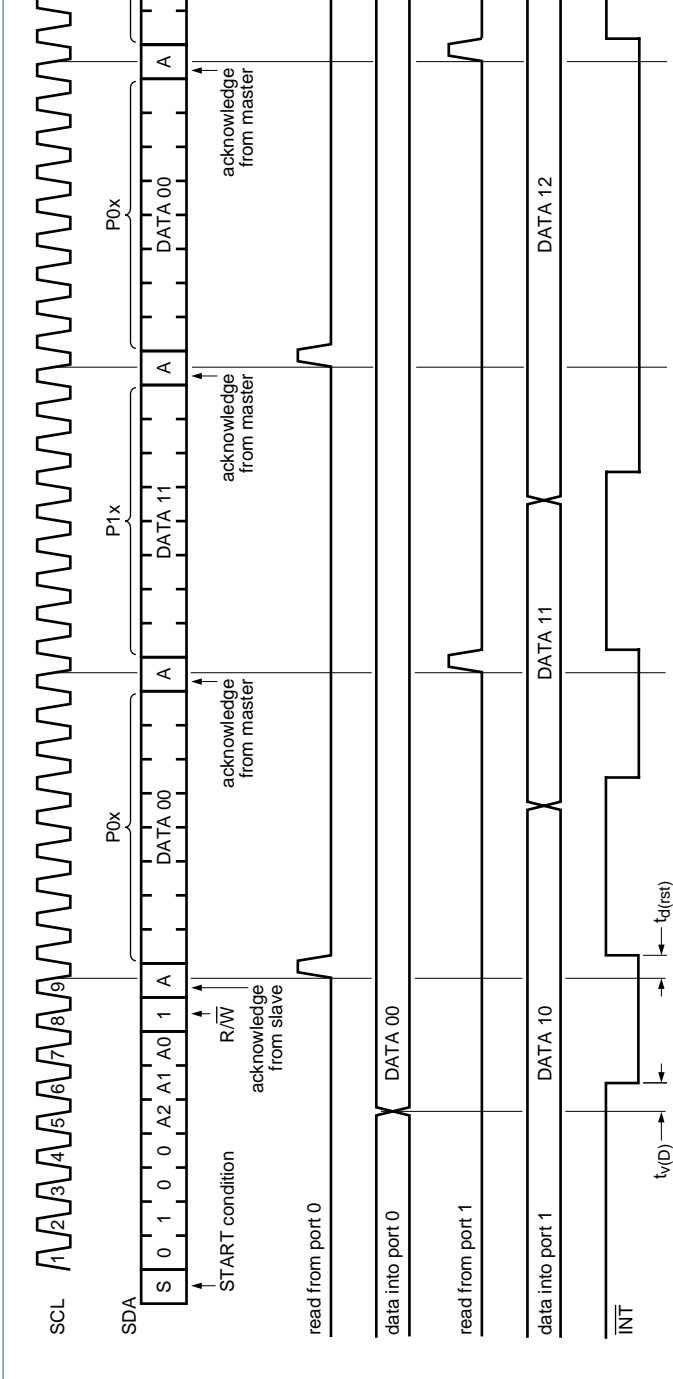 SCL
1 2 3 4 5 6 7 8 9
P0x P1x P0x
SDA
S 0 1 0 0 A2 A1 A0 1 A DATA 00 A DATA 11 A DATA 00 A
START condition
R/W
acknowledge
from slave
acknowledge
from master
acknowledge
from master
acknowledge
from master
read from port 0
data into port 0
DATA 00
read from port 1
data into port 1
DATA 10 DATA 11 DATA 12
INT
tv(D) td(rst)